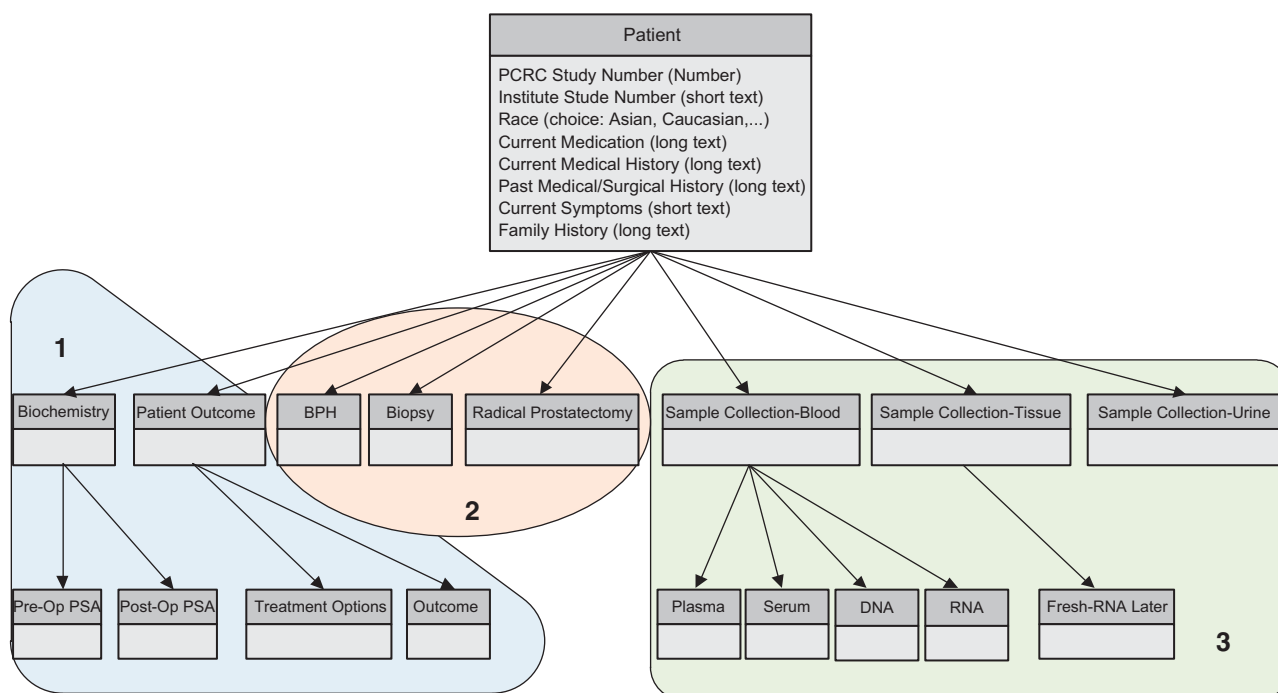 Patient
PCRC Study Number (Number)
Institute Stude Number (short text)
Race (choice: Asian, Caucasian,...)
Current Medication (long text)
Current Medical History (long text)
Past Medical/Surgical History (long text)
Current Symptoms (short text)
Family History (long text)
1
Biochemistry
Patient Outcome
BPH
Biopsy
Radical Prostatectomy
Sample Collection-Blood
Sample Collection-Tissue
Sample Collection-Urine
2
Pre-Op PSA
Post-Op PSA
Treatment Options
Outcome
Plasma
Serum
DNA
RNA
Fresh-RNA Later
3